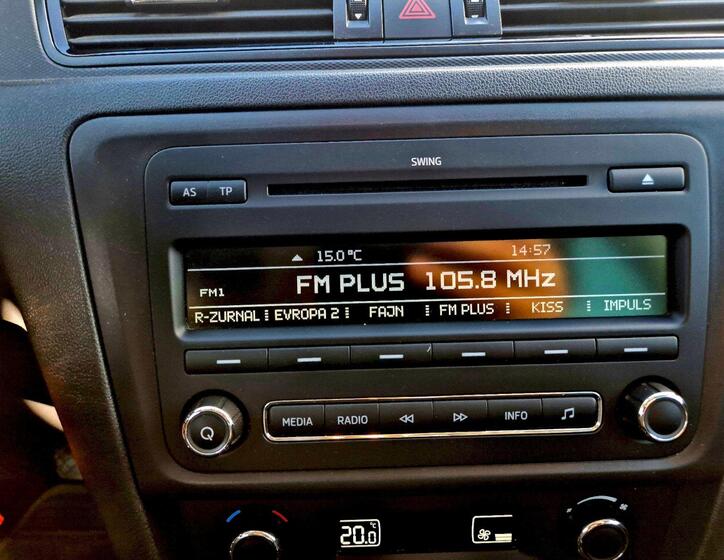 SWING
AS TP
15.0°C 14:57
FM1 FM PLUS 105.8 MHz
R-ZURNAL EVROPA 2 FAJN FM PLUS KISS IMPULS
MEDIA RADIO INFO
20.0 °C